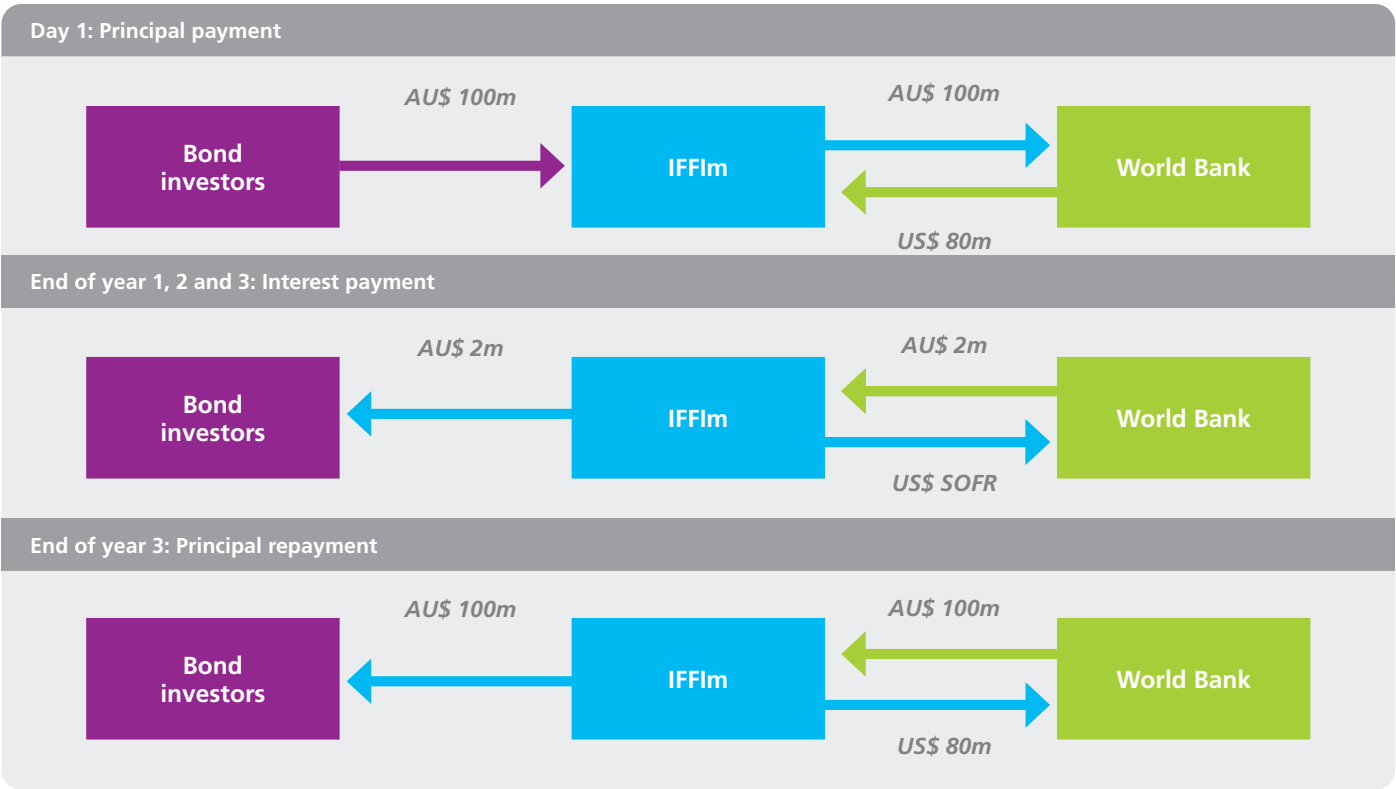 Day 1: Principal payment
AU$ 100m
AU$ 100m
Bond
investors
IFFIm
World Bank
US$ 80m
End of year 1, 2 and 3: Interest payment
AU$ 2m
AU$ 2m
Bond
investors
IFFIm
World Bank
US$ SOFR
End of year 3: Principal repayment
AU$ 100m
AU$ 100m
Bond
investors
IFFIm
World Bank
US$ 80m